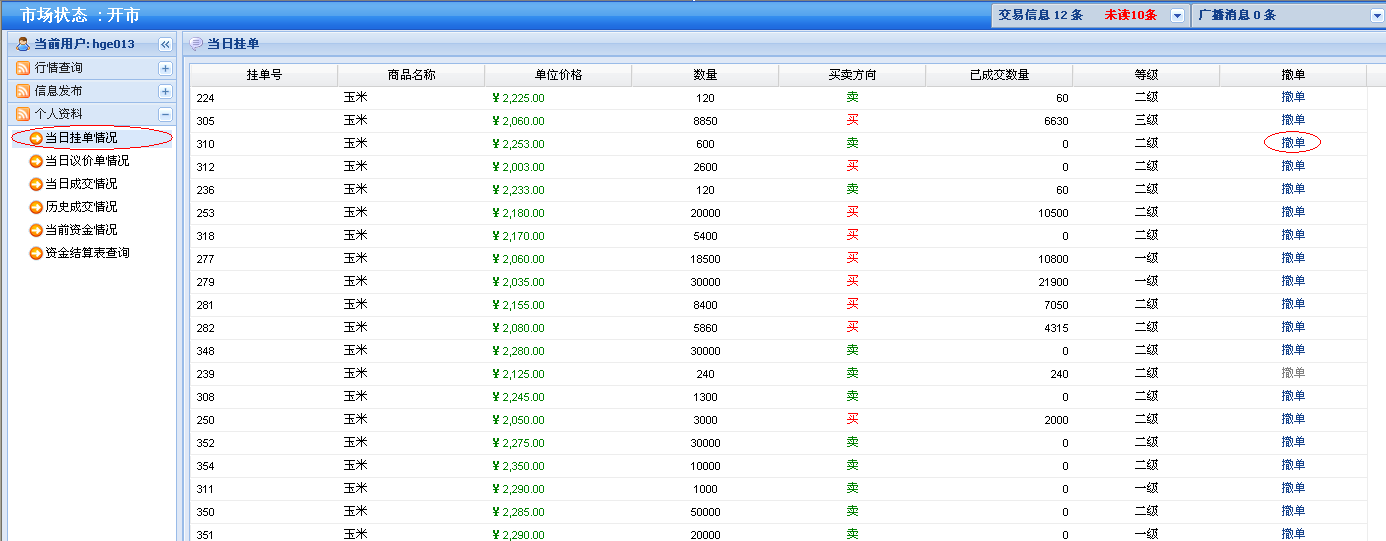 市场状态 ：开市
交易信息 12 条 未读10条
广播消息 0 条
当前用户: hge013
行情查询
信息发布
个人资料
当日挂单情况
当日议价单情况
当日成交情况
历史成交情况
当前资金情况
资金结算表查询
当日挂单
挂单号 商品名称 单位价格 数量 买卖方向 已成交数量 等级 撤单
224 玉米 ¥ 2,225.00 120 卖 60 二级 撤单
305 玉米 ¥ 2,060.00 8850 买 6630 三级 撤单
310 玉米 ¥ 2,253.00 600 卖 0 二级 撤单
312 玉米 ¥ 2,003.00 2600 买 0 二级 撤单
236 玉米 ¥ 2,233.00 120 卖 60 二级 撤单
253 玉米 ¥ 2,180.00 20000 买 10500 二级 撤单
318 玉米 ¥ 2,170.00 5400 买 0 二级 撤单
277 玉米 ¥ 2,060.00 18500 买 10800 一级 撤单
279 玉米 ¥ 2,035.00 30000 买 21900 一级 撤单
281 玉米 ¥ 2,155.00 8400 买 7050 二级 撤单
282 玉米 ¥ 2,080.00 5860 买 4315 二级 撤单
348 玉米 ¥ 2,280.00 30000 卖 0 二级 撤单
239 玉米 ¥ 2,125.00 240 卖 240 二级 撤单
308 玉米 ¥ 2,245.00 1300 卖 0 二级 撤单
250 玉米 ¥ 2,050.00 3000 买 2000 二级 撤单
352 玉米 ¥ 2,275.00 30000 卖 0 二级 撤单
354 玉米 ¥ 2,350.00 10000 卖 0 二级 撤单
311 玉米 ¥ 2,290.00 1000 卖 0 一级 撤单
350 玉米 ¥ 2,285.00 50000 卖 0 二级 撤单
351 玉米 ¥ 2,290.00 20000 卖 0 一级 撤单